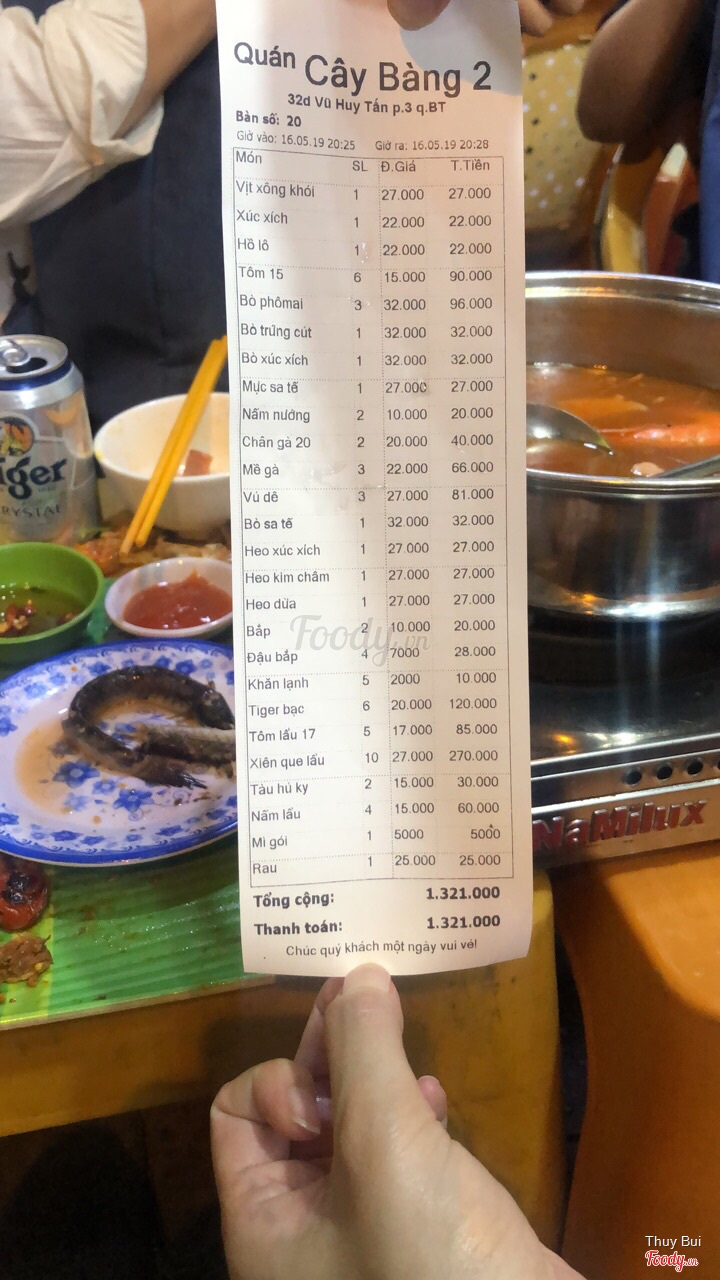 Quán Cây Bàng 2
32d Vũ Huy Tấn p.3 q.BT
Bàn số: 20
Giờ vào: 16.05.19 20:25 Giờ ra: 16.05.19 20:28
Món SL Đ.Giá T.Tiền
Vịt xông khói 1 27.000 27.000
Xúc xích 1 22.000 22.000
Hồ lô 1 22.000 22.000
Tôm 15 6 15.000 90.000
Bò phômai 3 32.000 96.000
Bò trứng cút 1 32.000 32.000
Bò xúc xích 1 32.000 32.000
Mực sa tế 1 27.000 27.000
Nấm nướng 2 10.000 20.000
Chân gà 20 2 20.000 40.000
Mề gà 3 22.000 66.000
Vú dê 3 27.000 81.000
Bò sa tế 1 32.000 32.000
Heo xúc xích 1 27.000 27.000
Heo kim châm 1 27.000 27.000
Heo dừa 1 27.000 27.000
Bắp 2 10.000 20.000
Đậu bắp 4 7000 28.000
Khăn lạnh 5 2000 10.000
Tiger bạc 6 20.000 120.000
Tôm lẩu 17 5 17.000 85.000
Xiên que lẩu 10 27.000 270.000
Tàu hủ ky 2 15.000 30.000
Nấm lẩu 4 15.000 60.000
Mì gói 1 5000 5000
Rau 1 25.000 25.000
Tổng cộng: 1.321.000
Thanh toán: 1.321.000
Chúc quý khách một ngày vui vẻ!
Foody.vn
iger
RYSTAL
NaMilux
Thuy Bui
Foody.vn